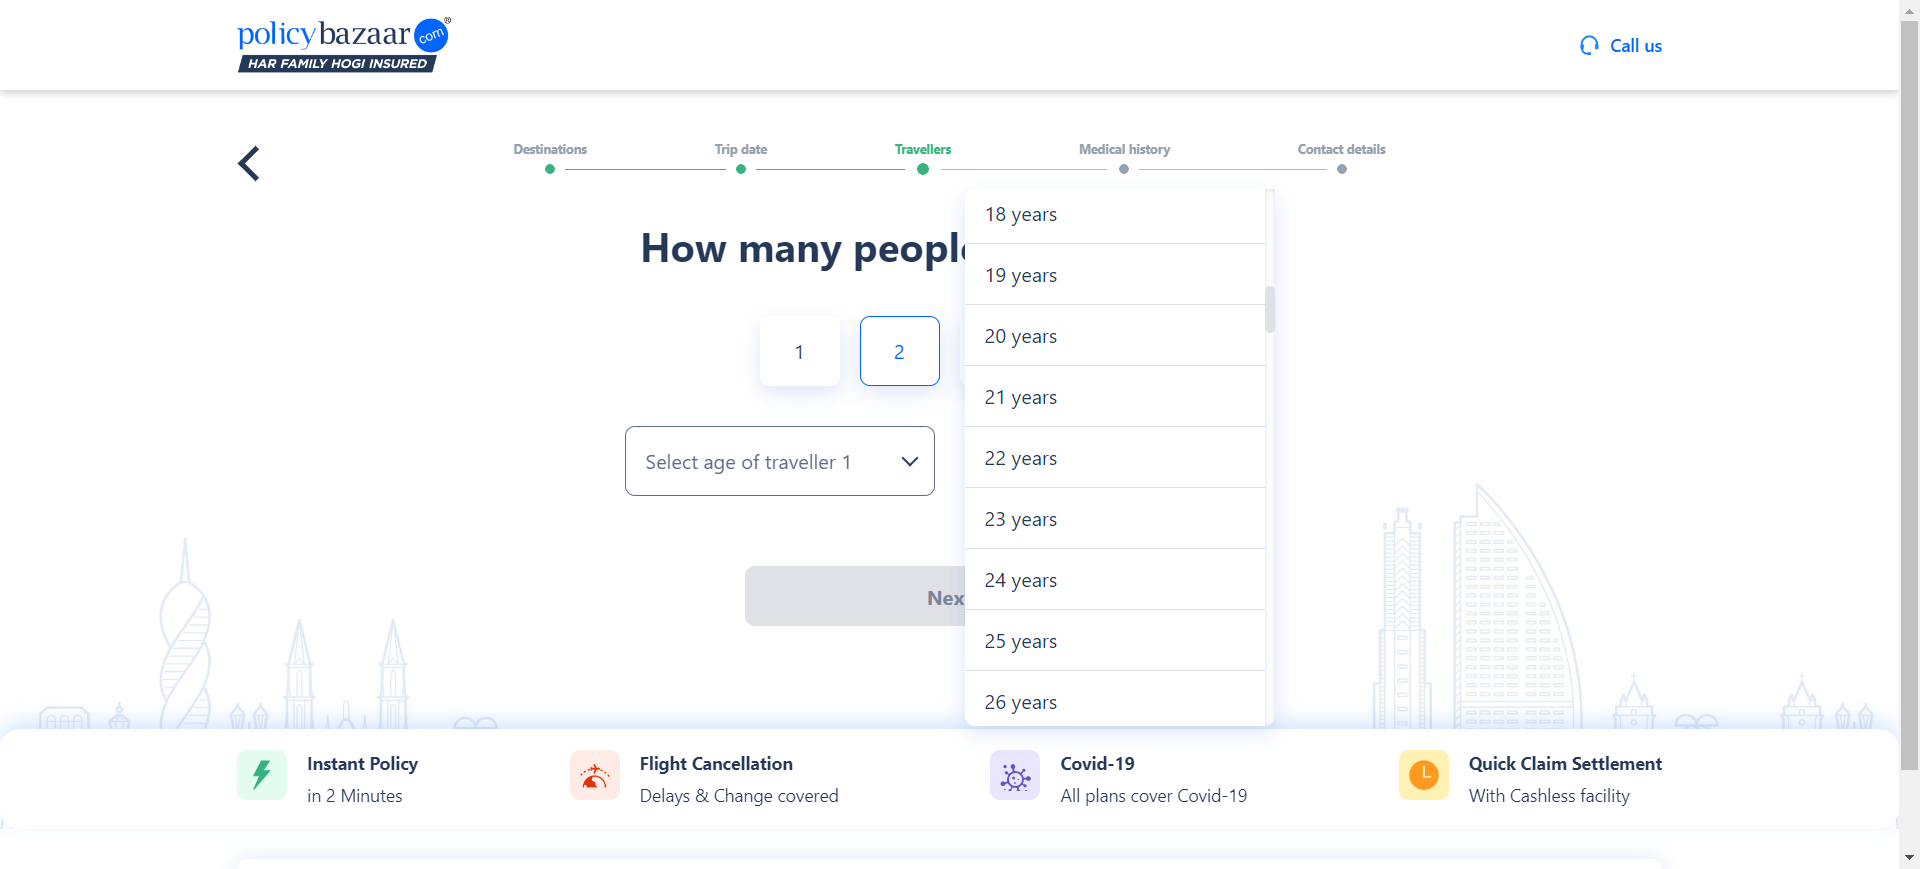 policybazaar com ®
HAR FAMILY HOGI INSURED
Call us
Destinations
Trip date
Travellers
Medical history
Contact details
How many people
1
2
Select age of traveller 1
18 years
19 years
20 years
21 years
22 years
23 years
24 years
25 years
26 years
Nex
Instant Policy
in 2 Minutes
Flight Cancellation
Delays & Change covered
Covid-19
All plans cover Covid-19
Quick Claim Settlement
With Cashless facility